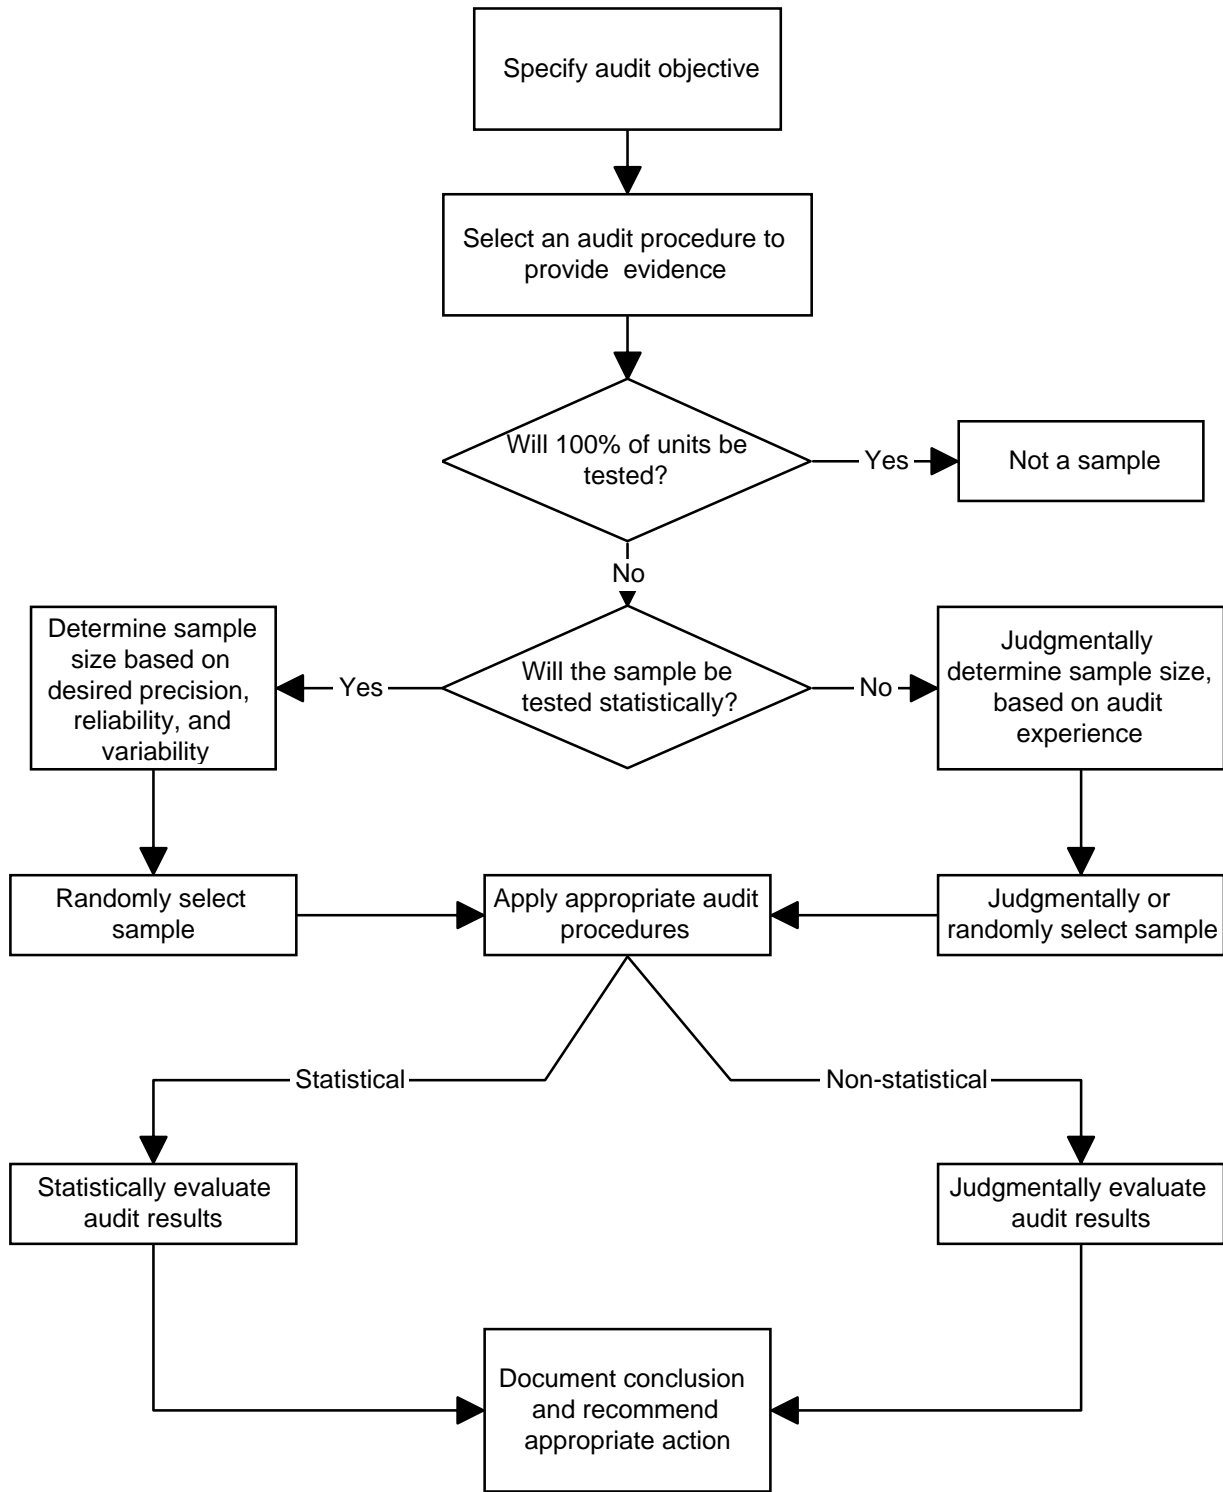 Specify audit objective
Select an audit procedure to
provide evidence
Will 100% of units be
tested?
Yes
Not a sample
No
Determine sample
size based on
desired precision,
reliability, and
variability
Yes
Will the sample be
tested statistically?
No
Judgmentally
determine sample size,
based on audit
experience
Randomly select
sample
Apply appropriate audit
procedures
Judgmentally or
randomly select sample
Statistical
Non-statistical
Statistically evaluate
audit results
Judgmentally evaluate
audit results
Document conclusion
and recommend
appropriate action